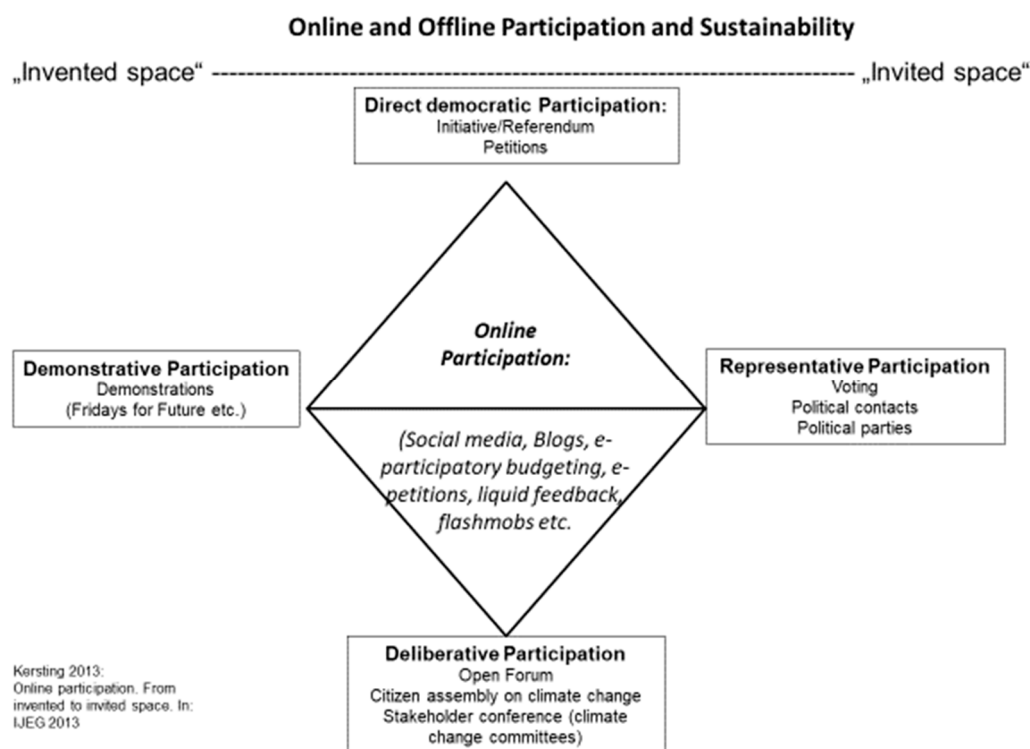 Online and Offline Participation and Sustainability
„Invented space“ ------------------------------------------------------------------------- „Invited space“
Direct democratic Participation:
Initiative/Referendum
Petitions
Online
Participation:
Demonstrative Participation
Demonstrations
(Fridays for Future etc.)
Representative Participation
Voting
Political contacts
Political parties
(Social media, Blogs, e-
participatory budgeting, e-
petitions, liquid feedback,
flashmobs etc.
Deliberative Participation
Open Forum
Citizen assembly on climate change
Stakeholder conference (climate
change committees)
Kersting 2013:
Online participation. From
invented to invited space. In:
IJEG 2013